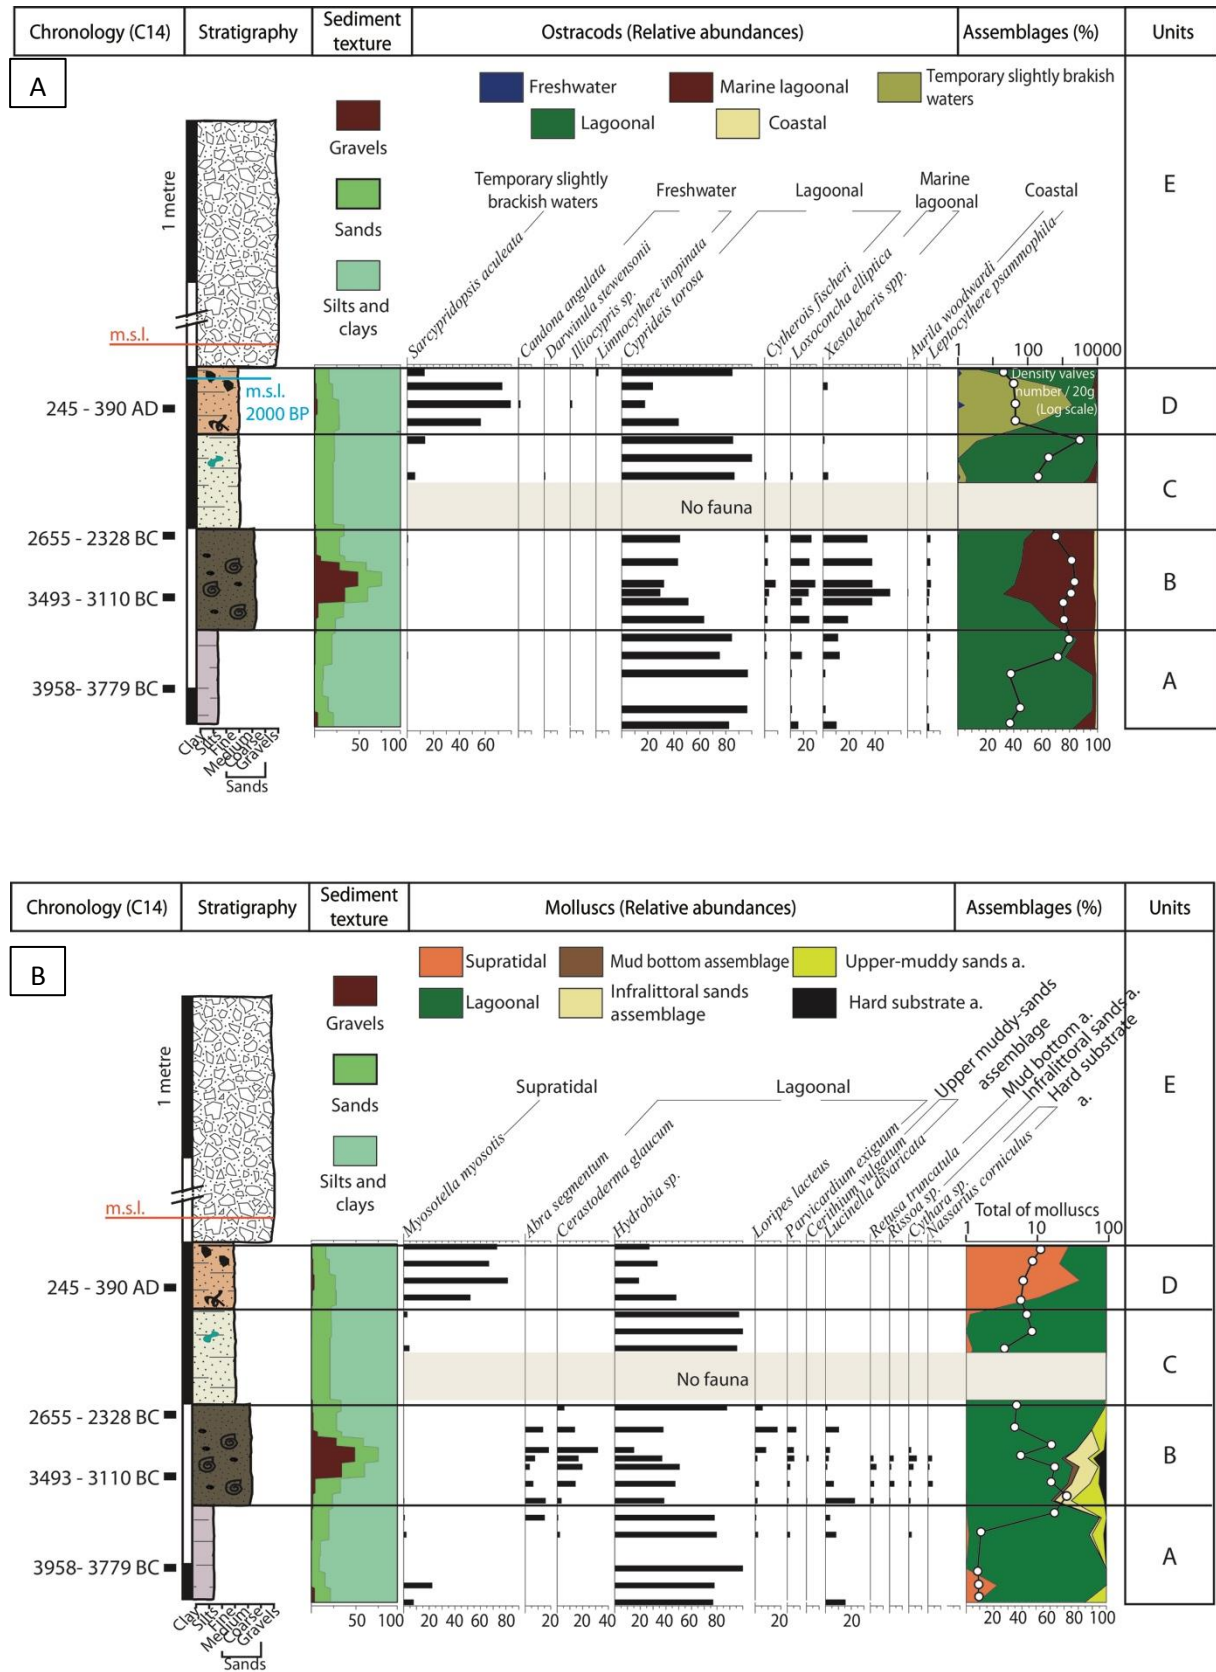 Chronology (C14) Stratigraphy Sediment texture Ostracods (Relative abundances) Assemblages (%) Units
A
Freshwater Marine lagoonal Temporary slightly brakish waters
Lagoonal Coastal
Gravels
Sands
Silts and clays
1 metre
Temporary slightly brackish waters Freshwater Lagoonal Marine lagoonal Coastal
Sarcypridopsis aculeata
Candona angulata
Darwinula stewensonii
Illiocypris sp.
Limnocythere inopinata
Cyprideis torosa
Cytherois fischeri
Loxoconcha elliptica
Xestoleberis spp.
Aurila woodwardi
Leptocythere psammophila
E
m.s.l.
1 100 10000
Density valves number / 20g (Log scale)
m.s.l. 2000 BP
245 - 390 AD
D
C
No fauna
2655 - 2328 BC
B
3493 - 3110 BC
A
3958- 3779 BC
50 100 20 40 60 80 20 40 60 80 20 40 20 40 60 80 100
Clay
Silts
Fine
Medium
Coarse
Gravels
Sands
Chronology (C14) Stratigraphy Sediment texture Molluscs (Relative abundances) Assemblages (%) Units
B
Supratidal Mud bottom assemblage Upper-muddy sands a.
Lagoonal Infralittoral sands assemblage Hard substrate a.
Gravels
Sands
Silts and clays
1 metre
Supratidal Lagoonal Upper muddy-sands assemblage Mud bottom a. Infralittoral sands a. Hard substrate a.
Myosotella myosotis
Abra segmentum
Cerastoderma glaucum
Hydrobia sp.
Loripes lacteus
Parvicardium exiguum
Cerithium vulgatum
Lucinella divaricata
Retusa truncatula
Rissoa sp.
Cythara sp.
Nassarius corniculus
E
m.s.l.
Total of molluscs
1 10 100
245 - 390 AD
D
C
No fauna
2655 - 2328 BC
B
3493 - 3110 BC
A
3958- 3779 BC
50 100 20 40 60 80 20 20 20 40 60 80 20 20 20 40 60 80 100
Clay
Silts
Fine
Medium
Coarse
Gravels
Sands